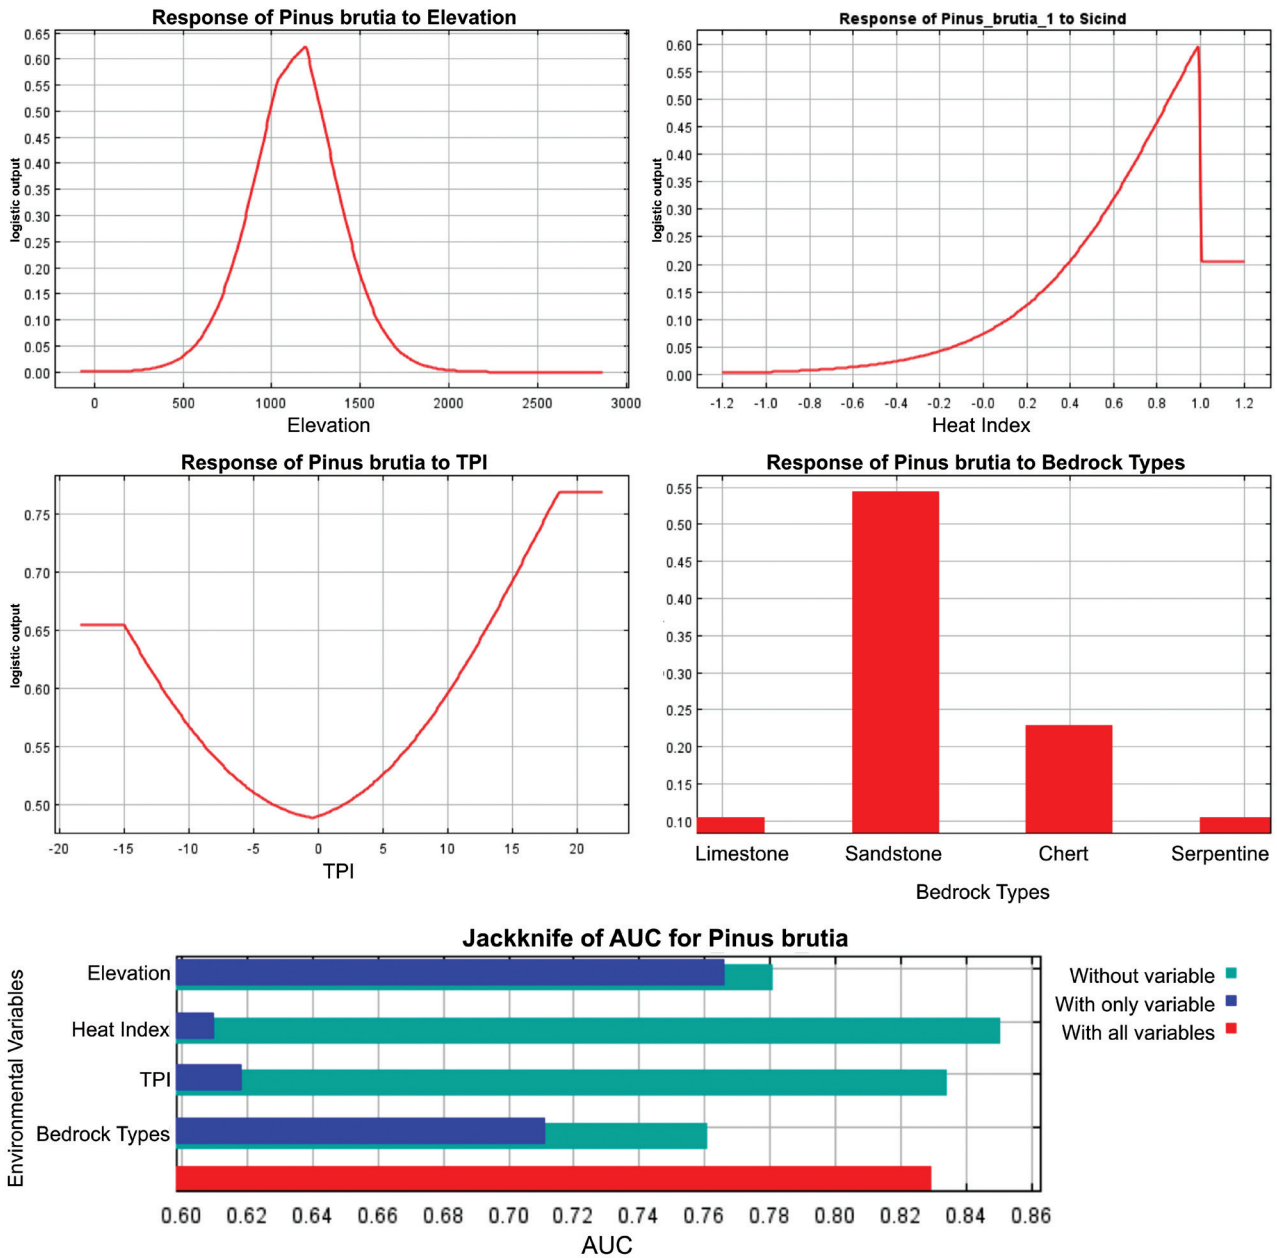 Response of Pinus brutia to Elevation
0.65
0.60
0.55
0.50
0.45
0.40
0.35
0.30
0.25
0.20
0.15
0.10
0.05
0.00
logistic output
0 500 1000 1500 2000 2500 3000
Elevation
Response of Pinus_brutia_1 to Sicind
0.60
0.55
0.50
0.45
0.40
0.35
0.30
0.25
0.20
0.15
0.10
0.05
0.00
logistic output
-1.2 -1.0 -0.8 -0.6 -0.4 -0.2 -0.0 0.2 0.4 0.6 0.8 1.0 1.2
Heat Index
Response of Pinus brutia to TPI
0.75
0.70
0.65
0.60
0.55
0.50
logistic output
-20 -15 -10 -5 0 5 10 15 20
TPI
Response of Pinus brutia to Bedrock Types
0.55
0.50
0.45
0.40
0.35
0.30
0.25
0.20
0.15
0.10
Limestone Sandstone Chert Serpentine
Bedrock Types
Jackknife of AUC for Pinus brutia
Environmental Variables
Elevation
Heat Index
TPI
Bedrock Types
Without variable
With only variable
With all variables
0.60 0.62 0.64 0.66 0.68 0.70 0.72 0.74 0.76 0.78 0.80 0.82 0.84 0.86
AUC